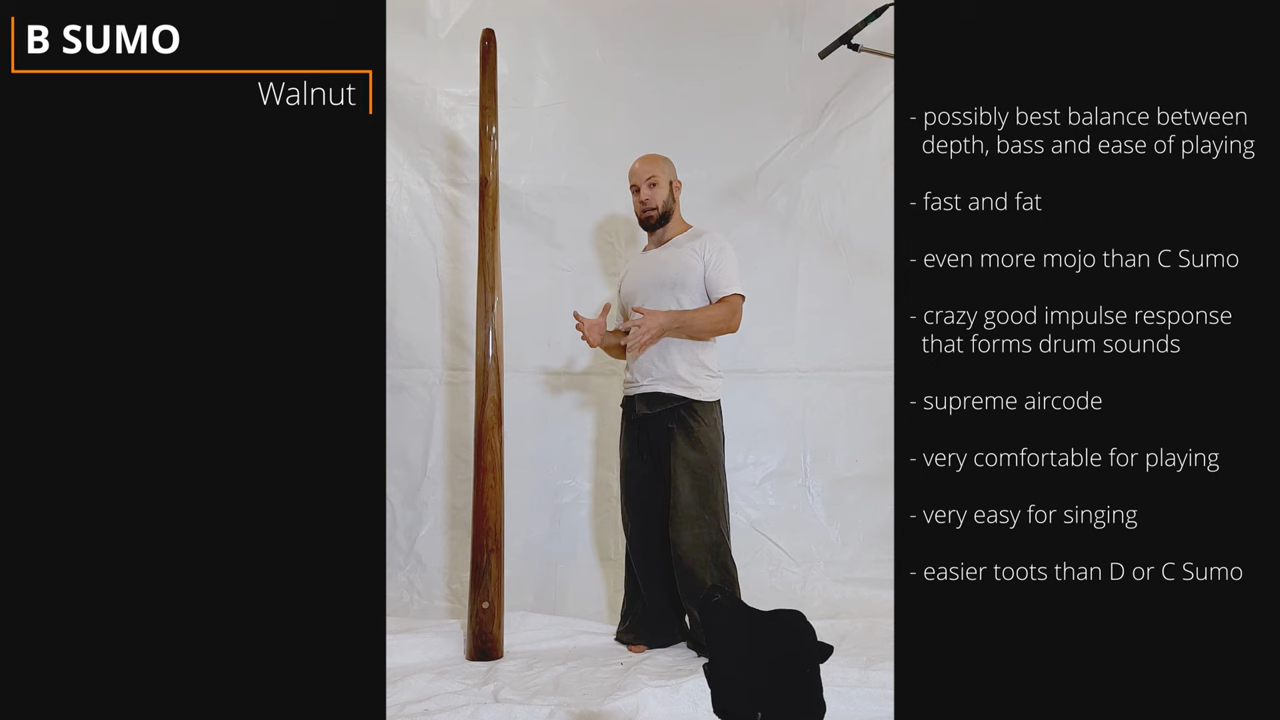 B SUMO
Walnut
- possibly best balance between
depth, bass and ease of playing
- fast and fat
- even more mojo than C Sumo
- crazy good impulse response
that forms drum sounds
- supreme aircode
- very comfortable for playing
- very easy for singing
- easier toots than D or C Sumo